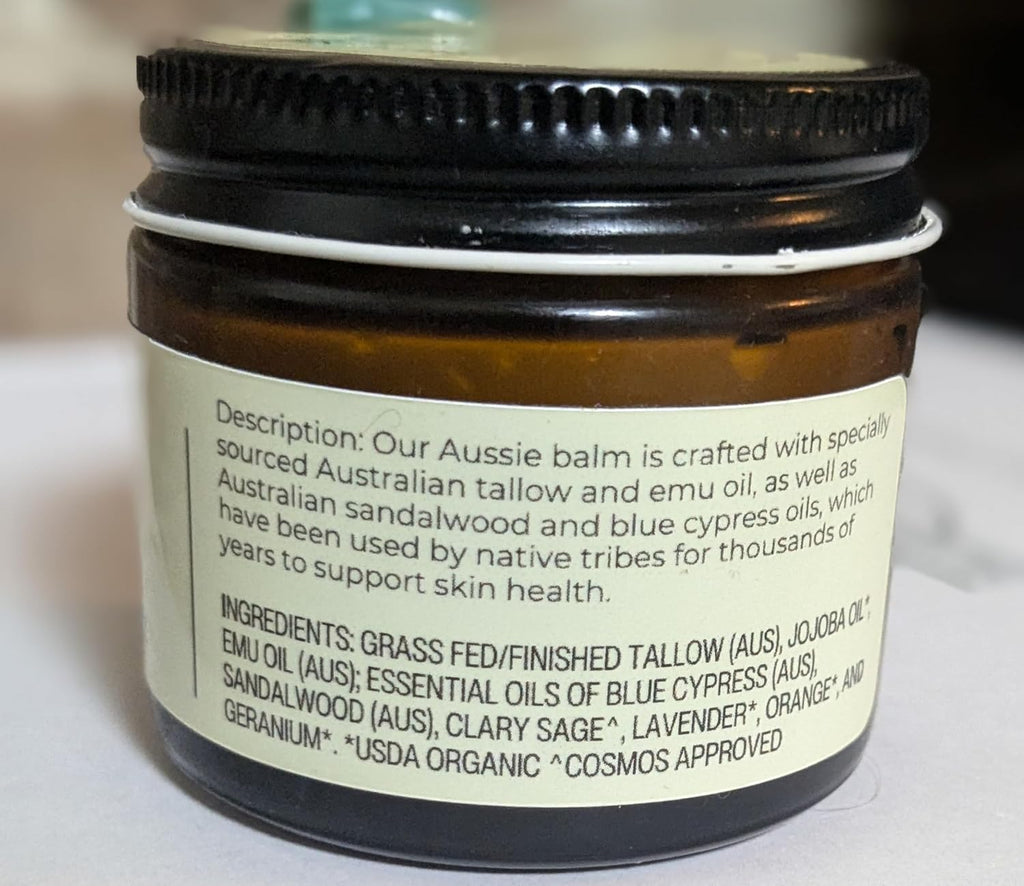 Description: Our Aussie balm is crafted with specially
sourced Australian tallow and emu oil, as well as
Australian sandalwood and blue cypress oils, which
have been used by native tribes for thousands of
years to support skin health.
INGREDIENTS: GRASS FED/FINISHED TALLOW (AUS), JOJOBA OIL*,
EMU OIL (AUS); ESSENTIAL OILS OF BLUE CYPRESS (AUS),
SANDALWOOD (AUS), CLARY SAGE^, LAVENDER*, ORANGE*, AND
GERANIUM*. *USDA ORGANIC ^COSMOS APPROVED